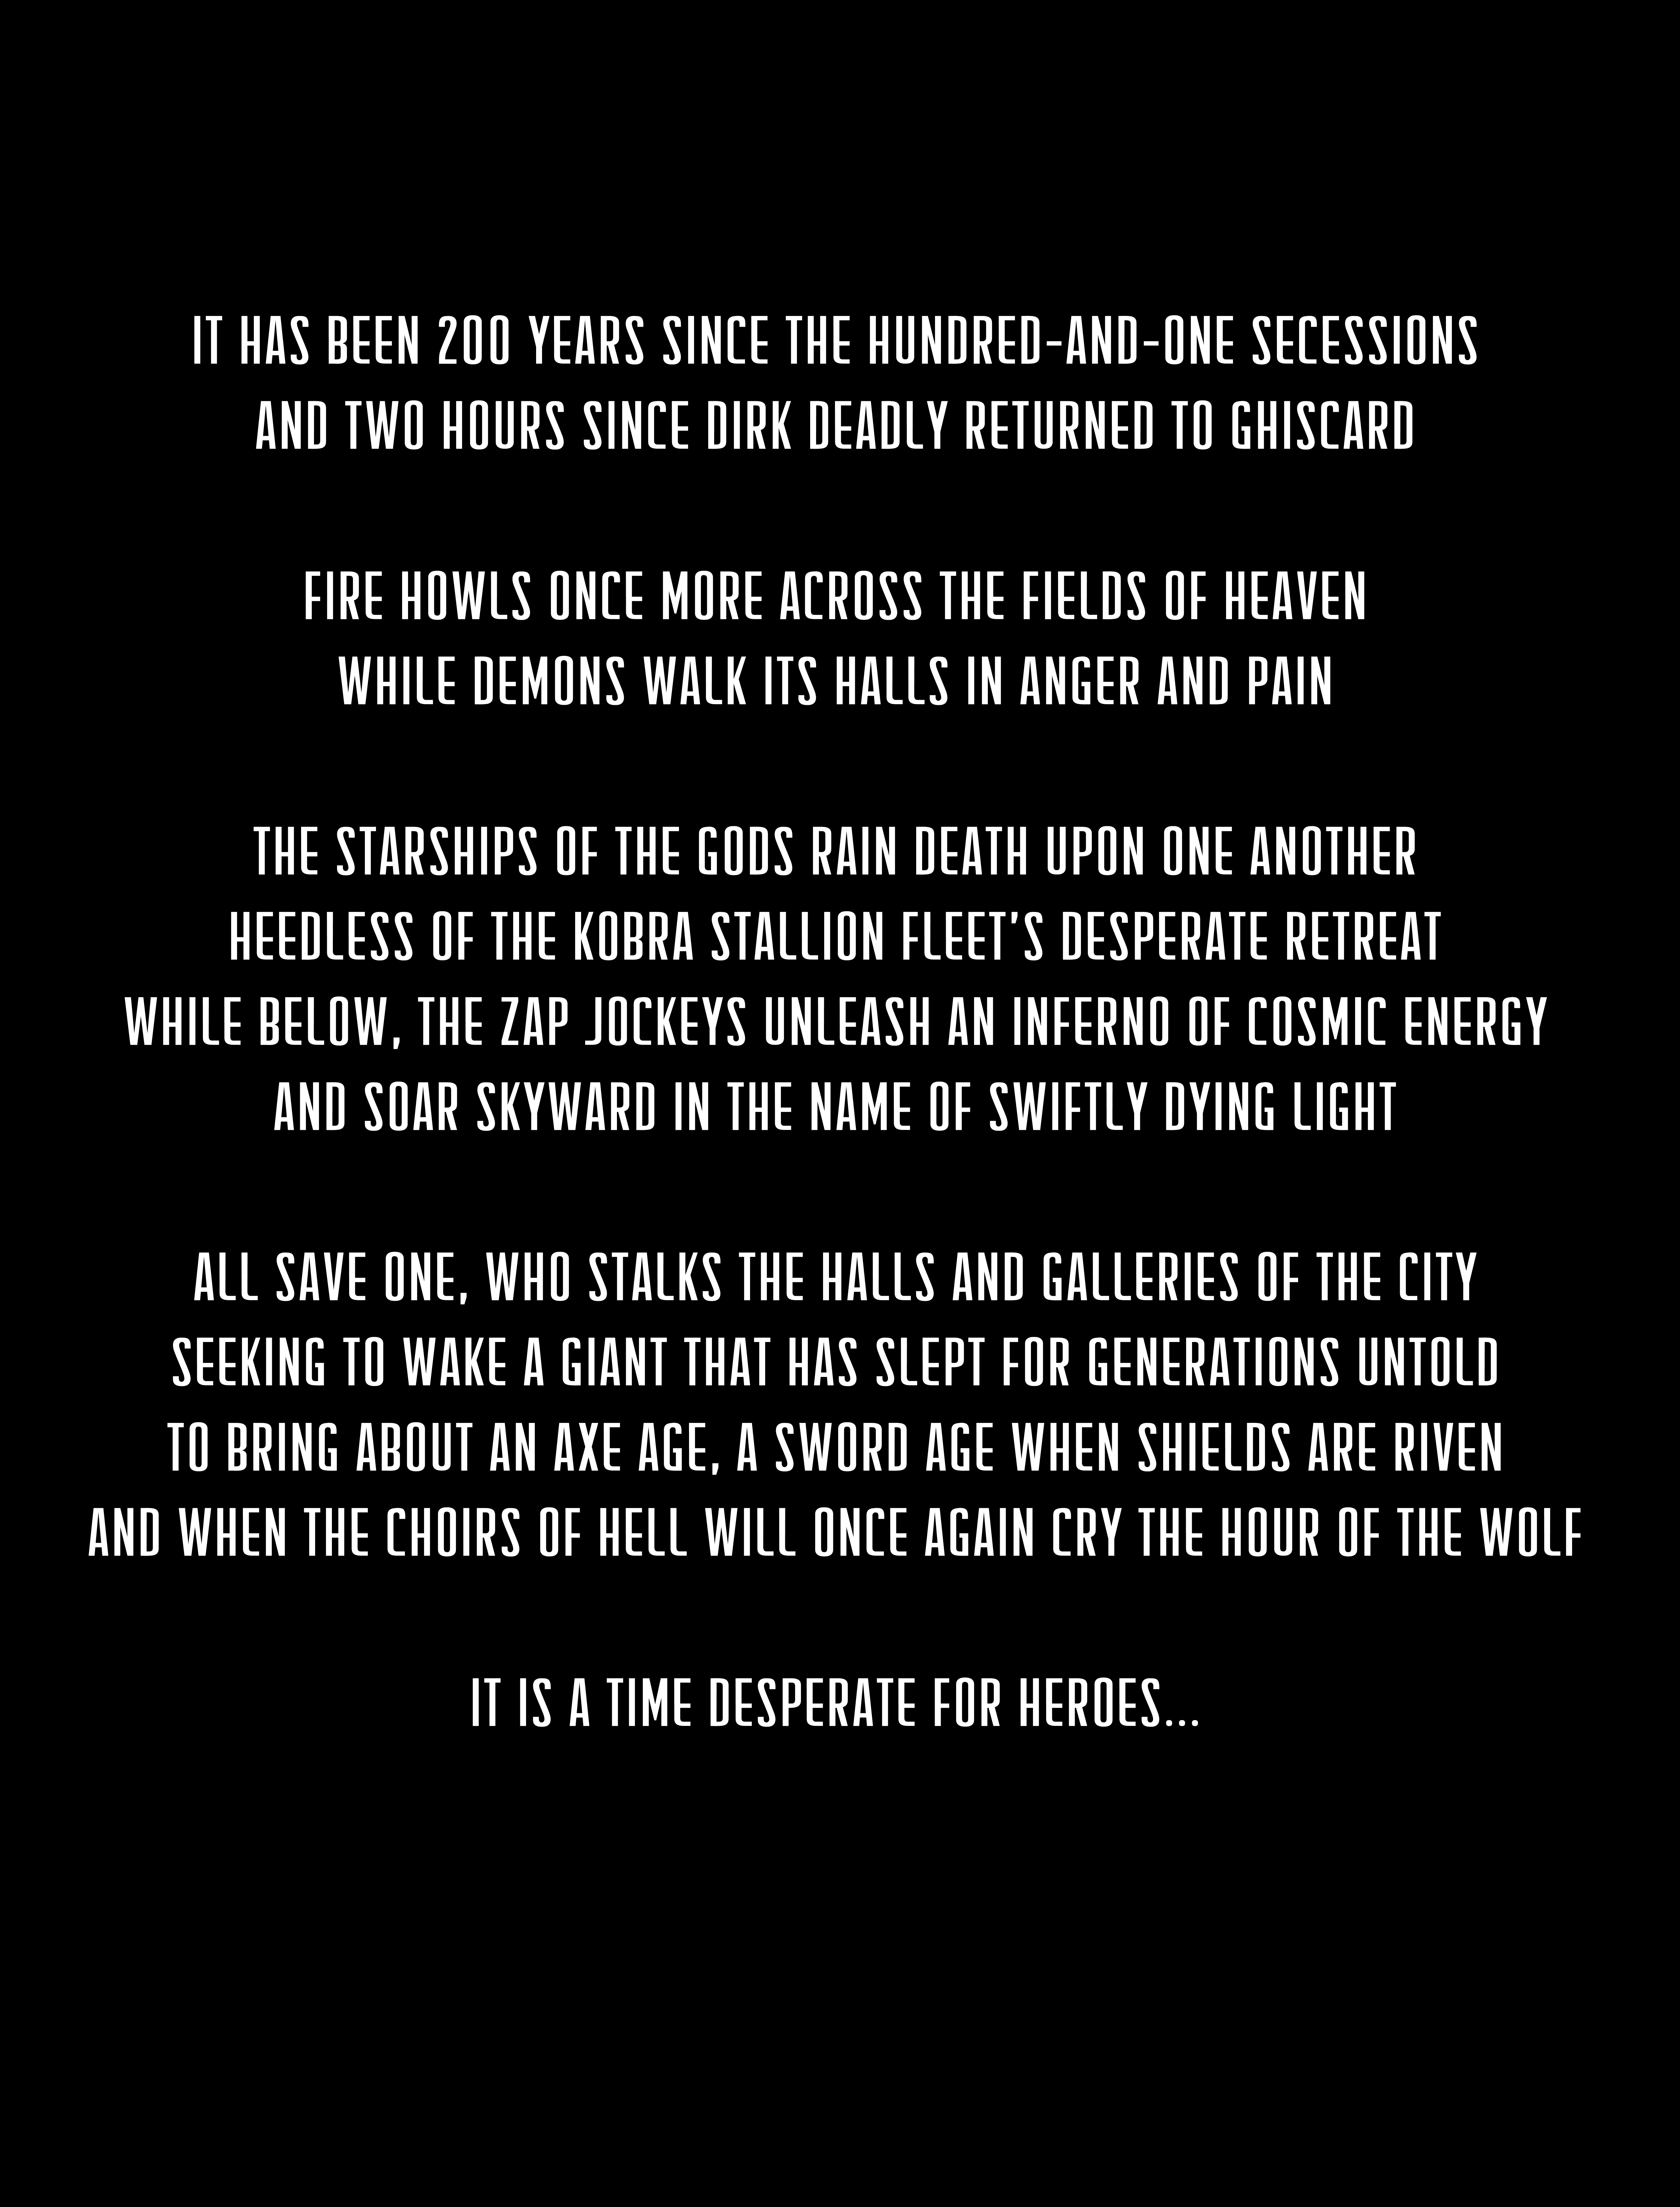 IT HAS BEEN 200 YEARS SINCE THE HUNDRED-AND-ONE SECESSIONS
AND TWO HOURS SINCE DIRK DEADLY RETURNED TO GHISCARD
FIRE HOWLS ONCE MORE ACROSS THE FIELDS OF HEAVEN
WHILE DEMONS WALK ITS HALLS IN ANGER AND PAIN
THE STARSHIPS OF THE GODS RAIN DEATH UPON ONE ANOTHER
HEEDLESS OF THE KOBRA STALLION FLEET'S DESPERATE RETREAT
WHILE BELOW, THE ZAP JOCKEYS UNLEASH AN INFERNO OF COSMIC ENERGY
AND SOAR SKYWARD IN THE NAME OF SWIFTLY DYING LIGHT
ALL SAVE ONE, WHO STALKS THE HALLS AND GALLERIES OF THE CITY
SEEKING TO WAKE A GIANT THAT HAS SLEPT FOR GENERATIONS UNTOLD
TO BRING ABOUT AN AXE AGE, A SWORD AGE WHEN SHIELDS ARE RIVEN
AND WHEN THE CHOIRS OF HELL WILL ONCE AGAIN CRY THE HOUR OF THE WOLF
IT IS A TIME DESPERATE FOR HEROES...